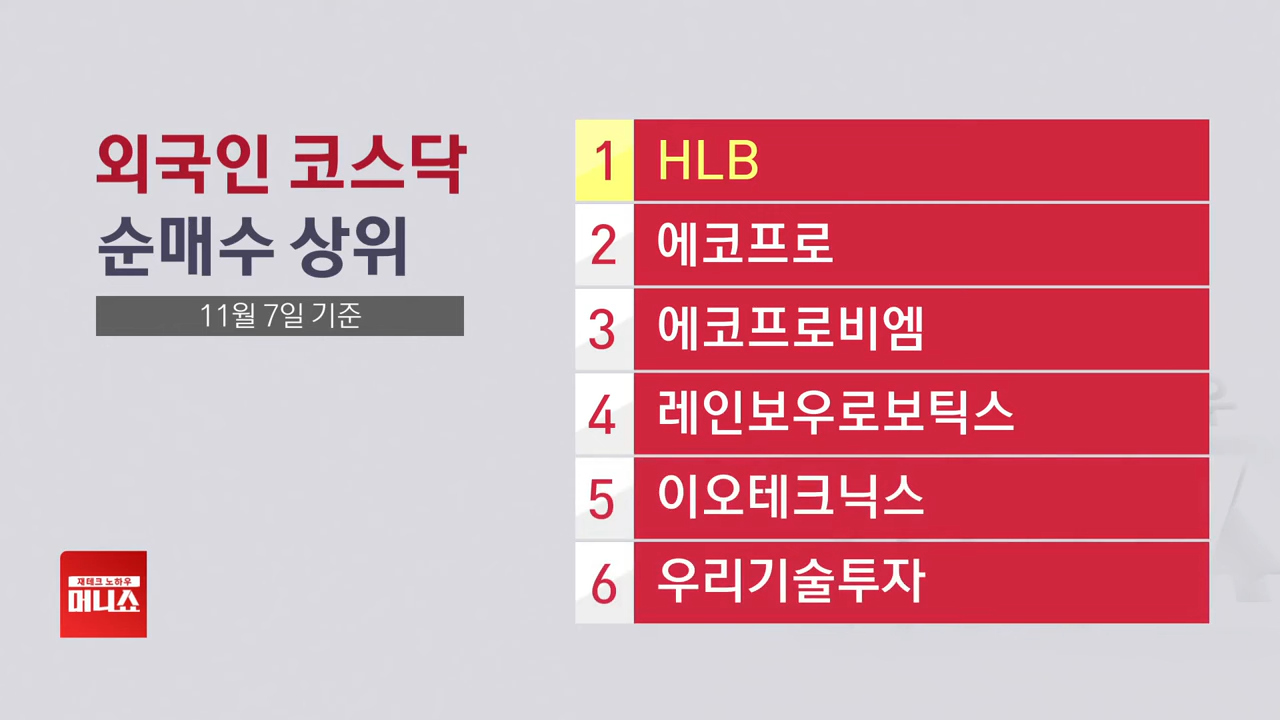 외국인 코스닥
순매수 상위
11월 7일 기준
1 HLB
2 에코프로
3 에코프로비엠
4 레인보우로보틱스
5 이오테크닉스
6 우리기술투자
재테크 노하우
머니쇼